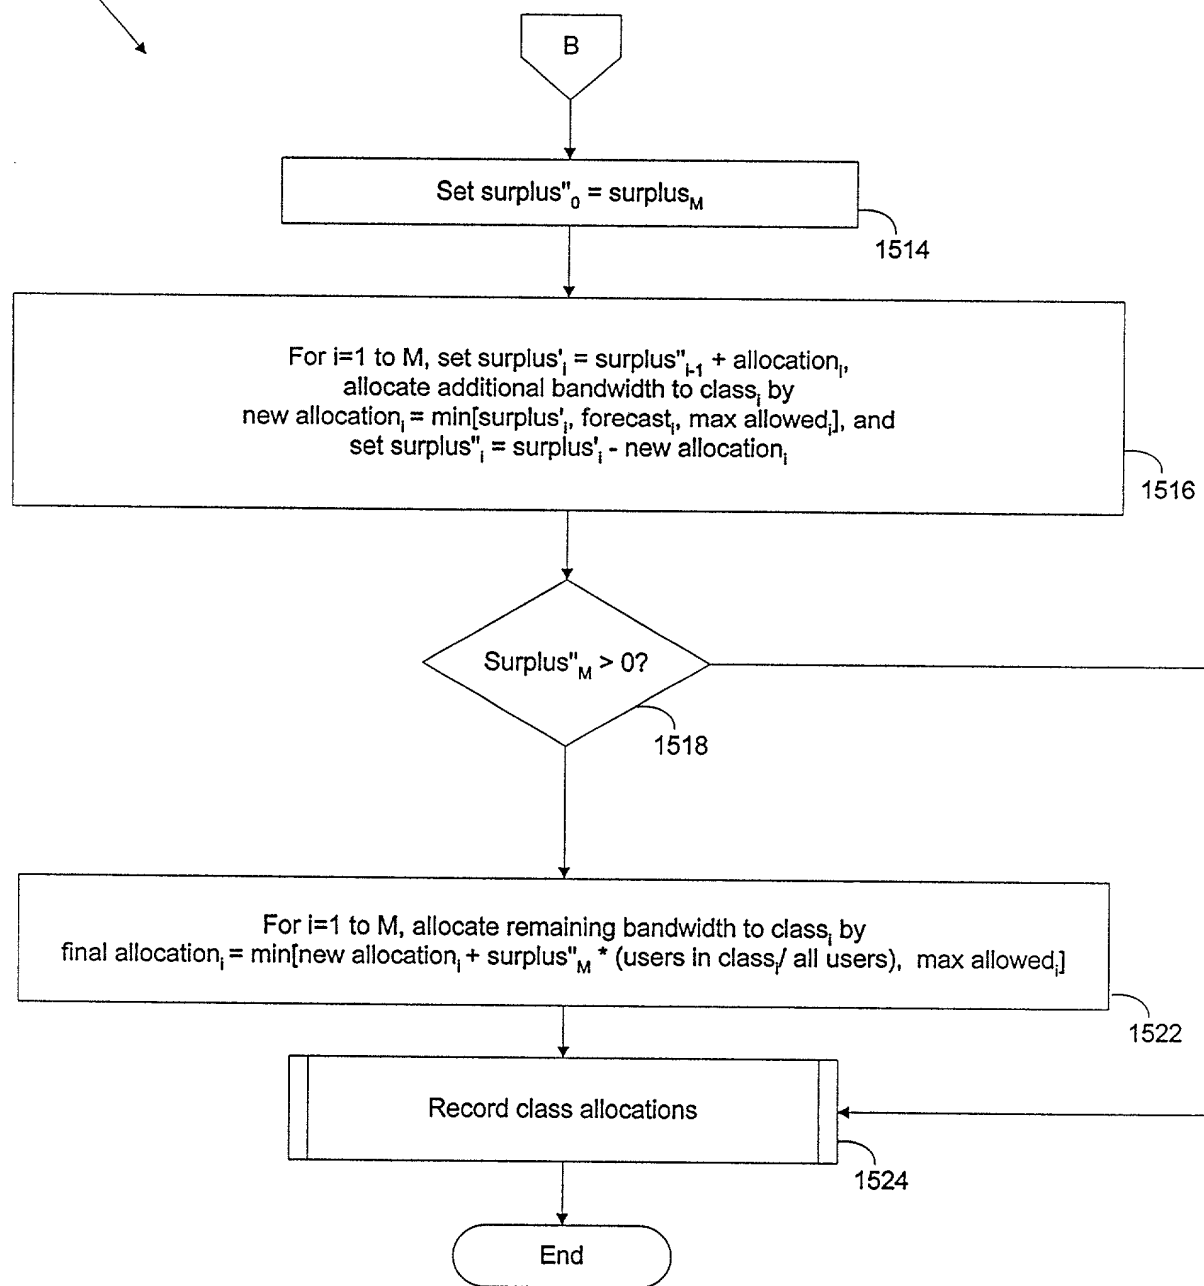 B
Set surplus"0 = surplusM
1514
For i=1 to M, set surplus'i = surplus"i-1 + allocationi,
allocate additional bandwidth to classi by
new allocationi = min[surplus'i, forecasti, max allowedi], and
set surplus"i = surplus'i - new allocationi
1516
Surplus"M > 0?
1518
For i=1 to M, allocate remaining bandwidth to classi by
final allocationi = min[new allocationi + surplus"M * (users in classi/ all users), max allowedi]
1522
Record class allocations
1524
End